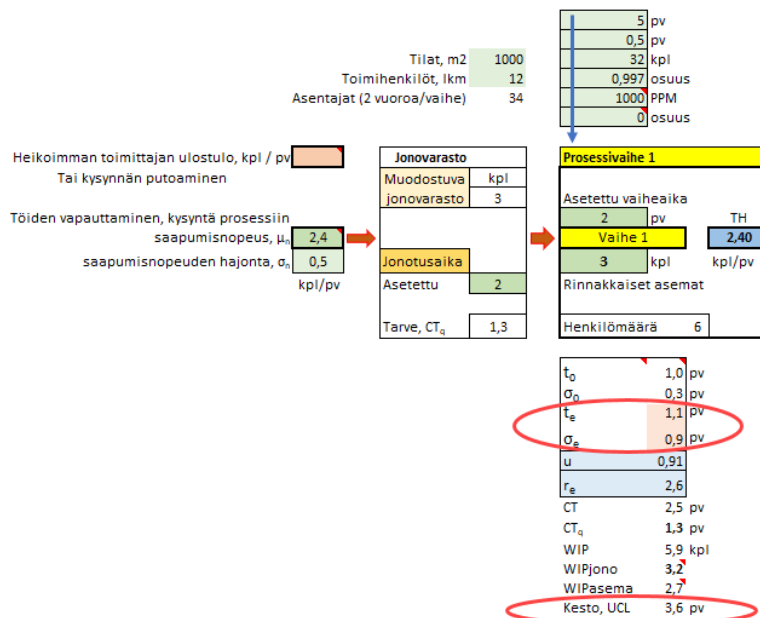 5 pv
0,5 pv
Tilat, m2 1000 32 kpl
Toimihenkilöt, lkm 12 0,997 osuus
Asentajat (2 vuoroa/vaihe) 34 1000 PPM
0 osuus
Heikoimman toimittajan ulostulo, kpl / pv
Tai kysynnän putoaminen
Jonovarasto
Prosessivaihe 1
Muodostuva kpl
jonovarasto 3
Asetettu vaiheaika
Töiden vapauttaminen, kysyntä prosessiin
2 pv TH
saapumisnopeus, μₙ 2,4
Vaihe 1 2,40
saapumisnopeuden hajonta, σₙ 0,5
Jonotusaika
3 kpl kpl/pv
kpl/pv
Asetettu 2
Rinnakkaiset asemat
Tarve, CTq 1,3
Henkilömäärä 6
t₀ 1,0 pv
σ₀ 0,3 pv
tₑ 1,1 pv
σₑ 0,9 pv
u 0,91
rₑ 2,6
CT 2,5 pv
CTq 1,3 pv
WIP 5,9 kpl
WIPjono 3,2
WIPasema 2,7
Kesto, UCL 3,6 pv